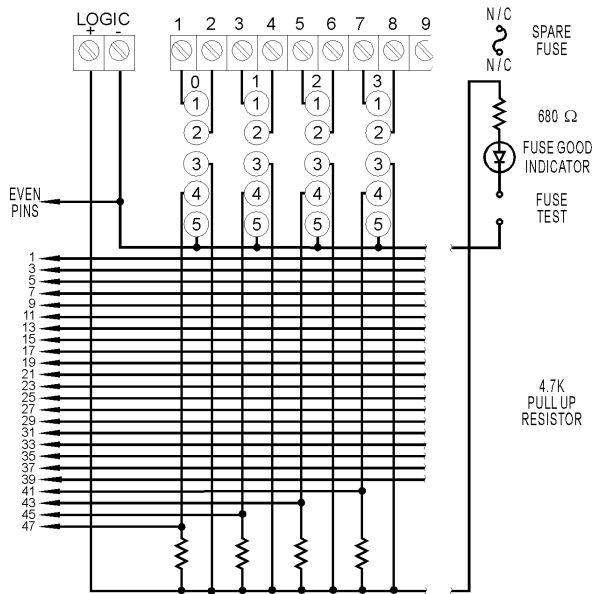 LOGIC
+ -
1 2 3 4 5 6 7 8 9
N/C
SPARE
FUSE
N/C
0 1 2 3
1 1 1 1
2 2 2 2
3 3 3 3
4 4 4 4
5 5 5 5
680 Ω
FUSE GOOD
INDICATOR
FUSE
TEST
EVEN
PINS
1
3
5
7
9
11
13
15
17
19
21
23
25
27
29
31
33
35
37
39
41
43
45
47
4.7K
PULL UP
RESISTOR